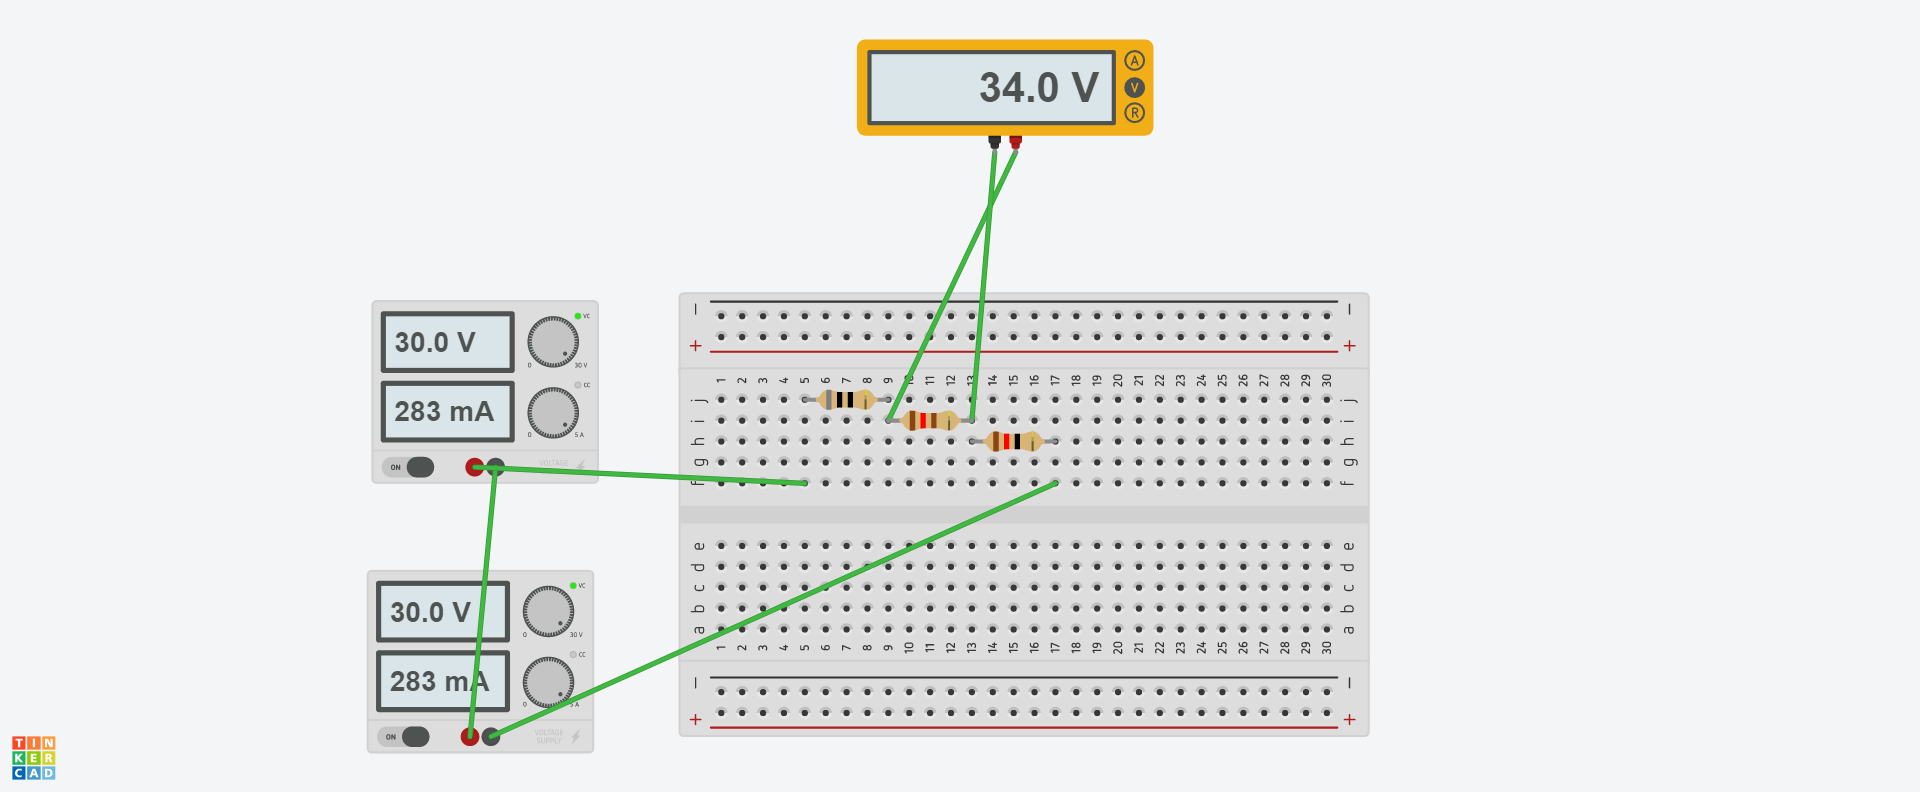 34.0 V
A
V
R
30.0 V
VC
0
30 V
283 mA
CC
0
5 A
ON
VOLTAGE
30.0 V
VC
0
30 V
283 mA
CC
0
5 A
ON
VOLTAGE
SUPPLY
− −
+ +
1 2 3 4 5 6 7 8 9 10 11 12 13 14 15 16 17 18 19 20 21 22 23 24 25 26 27 28 29 30
j j
i i
h h
g g
f f
e e
d d
c c
b b
a a
1 2 3 4 5 6 7 8 9 10 11 12 13 14 15 16 17 18 19 20 21 22 23 24 25 26 27 28 29 30
− −
+ +
TIN
KER
CAD